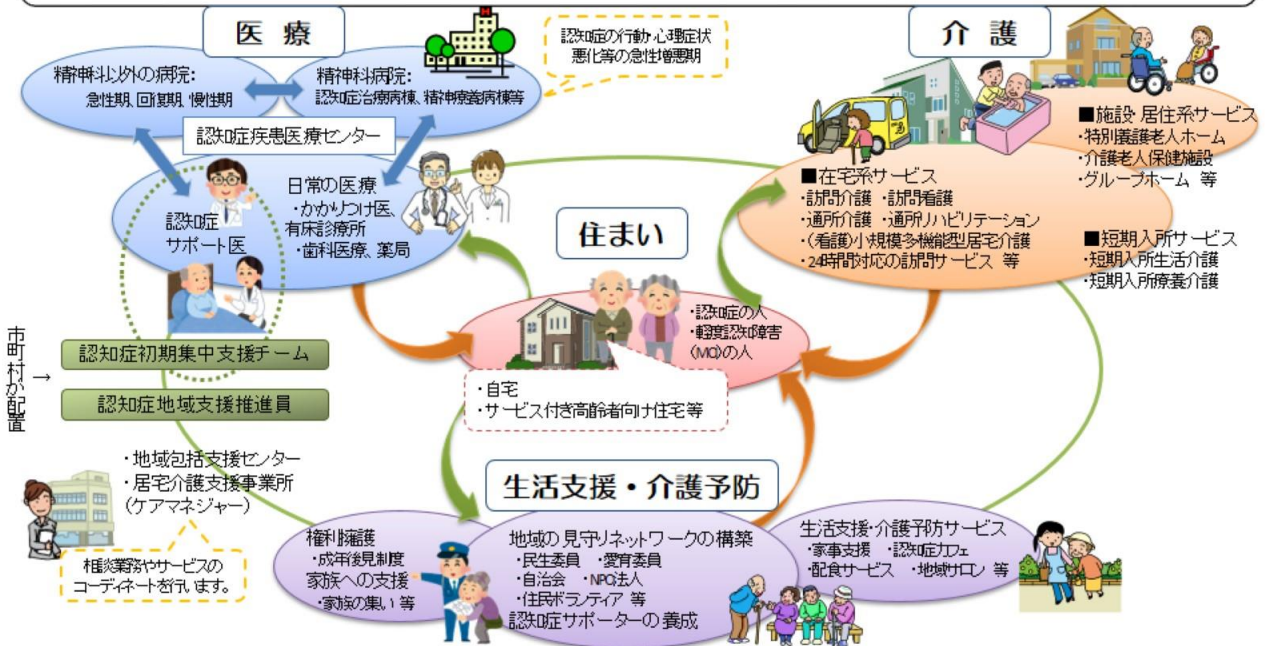 医療
精神科以外の病院:
急性期、回復期、慢性期
精神科病院:
認知症治療病棟、精神療養病棟等
認知症の行動・心理症状
悪化等の急性増悪期
認知症疾患医療センター
認知症
サポート医
日常の医療
・かかりつけ医、
有床診療所
・歯科医療、薬局
介護
■施設・居住系サービス
・特別養護老人ホーム
・介護老人保健施設
・グループホーム 等
■在宅系サービス
・訪問介護 ・訪問看護
・通所介護 ・通所リハビリテーション
・(看護)小規模多機能型居宅介護
・24時間対応の訪問サービス 等
■短期入所サービス
・短期入所生活介護
・短期入所療養介護
住まい
・認知症の人
・軽度認知障害
(MCI)の人
・自宅
・サービス付き高齢者向け住宅等
市町村が配置
→
認知症初期集中支援チーム
認知症地域支援推進員
・地域包括支援センター
・居宅介護支援事業所
(ケアマネジャー)
相談業務やサービスの
コーディネートを行います。
生活支援・介護予防
権利擁護
・成年後見制度
家族への支援
・家族の集い 等
地域の見守りネットワークの構築
・民生委員 ・愛育委員
・自治会 ・NPO法人
・住民ボランティア 等
認知症サポーターの養成
生活支援・介護予防サービス
・家事支援 ・認知症カフェ
・配食サービス ・地域サロン 等